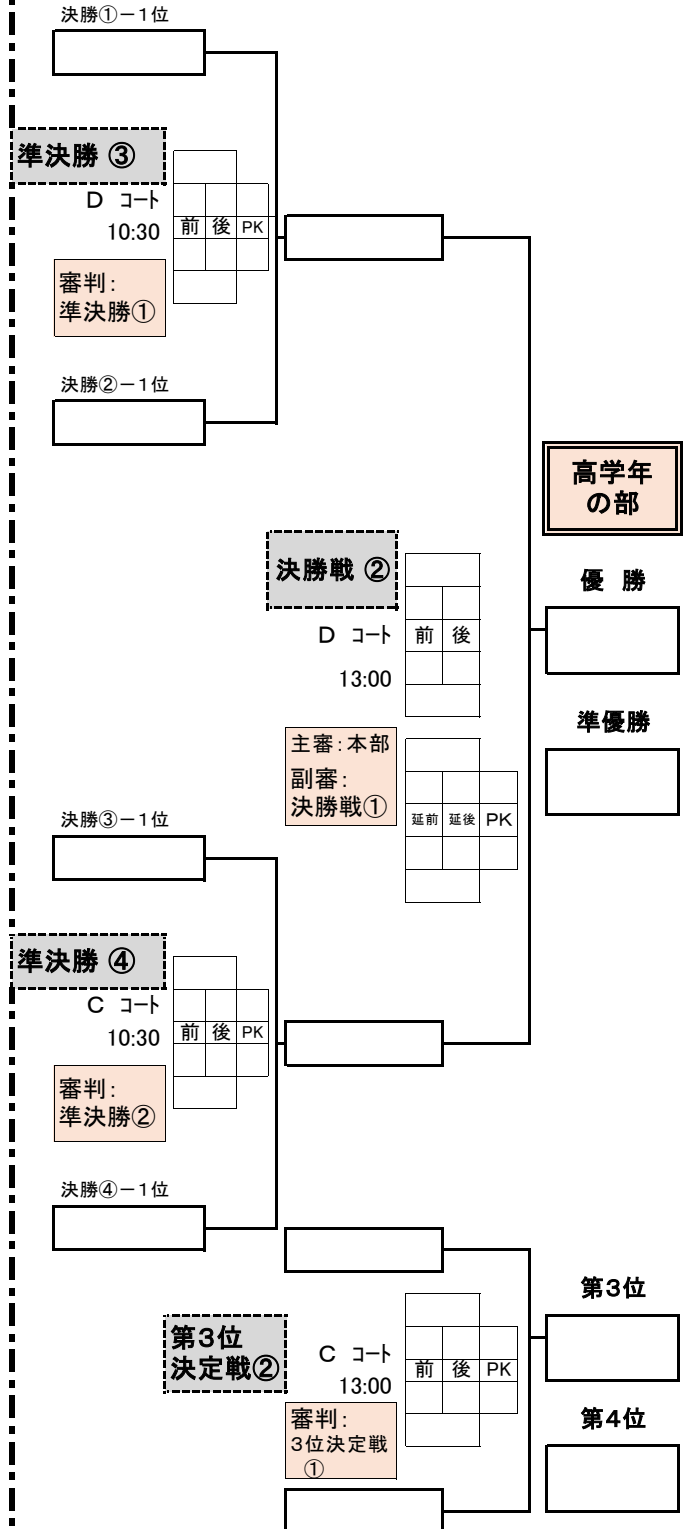 決勝①－1位
準決勝 ③
D コート
10:30
前 後 PK
審判：
準決勝①
決勝②－1位
高学年
の部
決勝戦 ②
優 勝
D コート
前 後
13:00
準優勝
主審：本部
副審：
決勝戦①
延前 延後 PK
決勝③－1位
準決勝 ④
C コート
10:30
前 後 PK
審判：
準決勝②
決勝④－1位
第3位
第3位
決定戦②
C コート
13:00
前 後 PK
審判：
3位決定戦
①
第4位